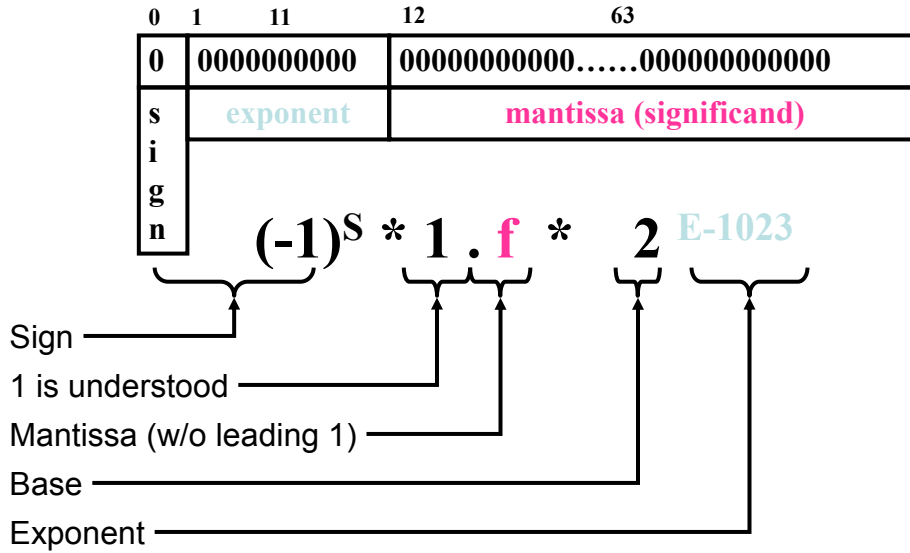 0 1 11 12 63
0 0000000000 00000000000……000000000000
s exponent mantissa (significand)
i
g
n
(-1)S * 1 . f * 2 E-1023
Sign
1 is understood
Mantissa (w/o leading 1)
Base
Exponent